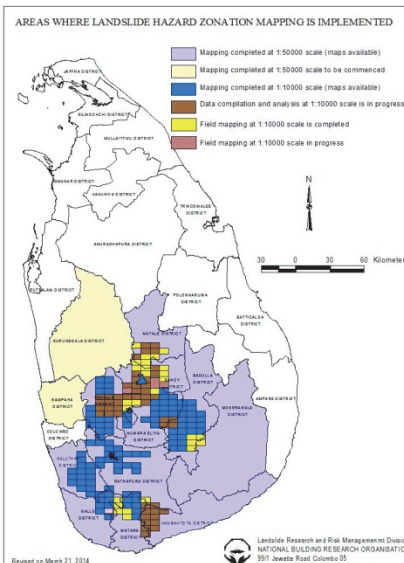 AREAS WHERE LANDSLIDE HAZARD ZONATION MAPPING IS IMPLEMENTED
Mapping completed at 1:50000 scale (maps available)
Mapping completed at 1:50000 scale to be commenced
Mapping completed at 1:10000 scale (maps available)
Data compilation and analysis at 1:10000 scale is in progress
Field mapping at 1:10000 scale is completed
Field mapping at 1:10000 scale in progress
JAFFNA DISTRICT
KILINOCHCHI DISTRICT
MULLAITIVU DISTRICT
MANNAR DISTRICT
VAVUNIYA DISTRICT
TRINCOMALEE DISTRICT
N
ANURADHAPURA DISTRICT
30 0 30 60 Kilometer
PUTTALAM DISTRICT
POLONNARUWA DISTRICT
BATTICALOA DISTRICT
KURUNEGALA DISTRICT
MATALE DISTRICT
KANDY DISTRICT
BADULLA DISTRICT
AMPARA DISTRICT
GAMPAHA DISTRICT
MONERAGALA DISTRICT
COLOMBO DISTRICT
NUWARA ELIYA DISTRICT
KALUTARA DISTRICT
RATNAPURA DISTRICT
GALLE DISTRICT
HAMBANTOTA DISTRICT
MATARA DISTRICT
Landslide Research and Risk Management Divisio
NATIONAL BUILDING RESEARCH ORGANISATIO
99/1 Jawatta Road Colombo 05
Revised on March 21, 2014